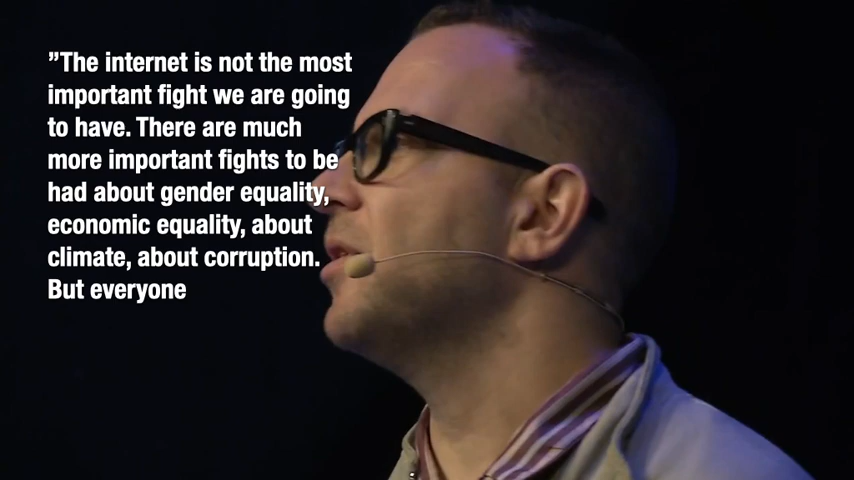 ”The internet is not the most
important fight we are going
to have. There are much
more important fights to be
had about gender equality,
economic equality, about
climate, about corruption.
But everyone